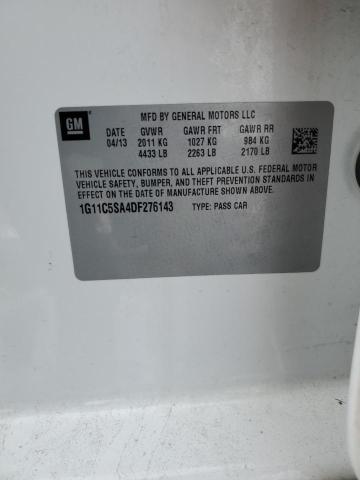 GM
MFD BY GENERAL MOTORS LLC
DATE GVWR GAWR FRT GAWR RR
04/13 2011 KG 1027 KG 984 KG
4433 LB 2263 LB 2170 LB
THIS VEHICLE CONFORMS TO ALL APPLICABLE U.S. FEDERAL MOTOR
VEHICLE SAFETY, BUMPER, AND THEFT PREVENTION STANDARDS IN
EFFECT ON THE DATE OF MANUFACTURE SHOWN ABOVE.
1G11C5SA4DF276143 TYPE: PASS CAR